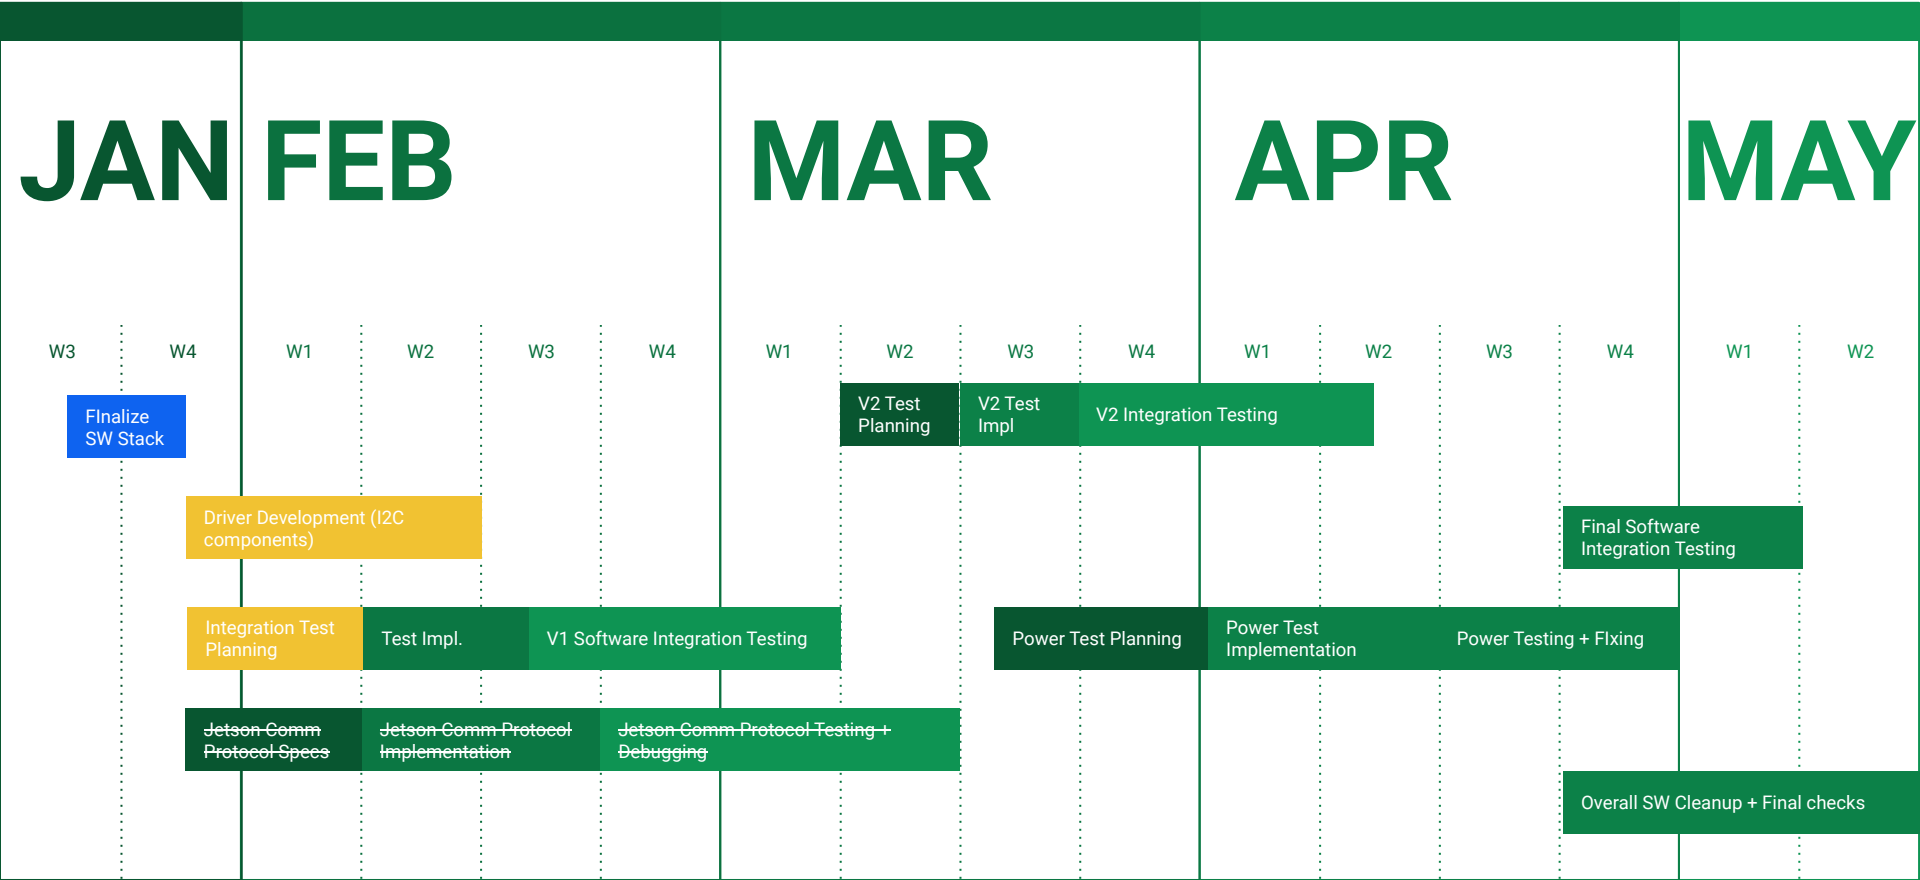 JAN FEB MAR APR MAY
W3 W4 W1 W2 W3 W4 W1 W2 W3 W4 W1 W2 W3 W4 W1 W2
FInalize
SW Stack
V2 Test
Planning
V2 Test
Impl
V2 Integration Testing
Driver Development (I2C
components)
Final Software
Integration Testing
Integration Test
Planning
Test Impl.
V1 Software Integration Testing
Power Test Planning
Power Test
Implementation
Power Testing + FIxing
Jetson Comm
Protocol Specs
Jetson Comm Protocol
Implementation
Jetson Comm Protocol Testing +
Debugging
Overall SW Cleanup + Final checks